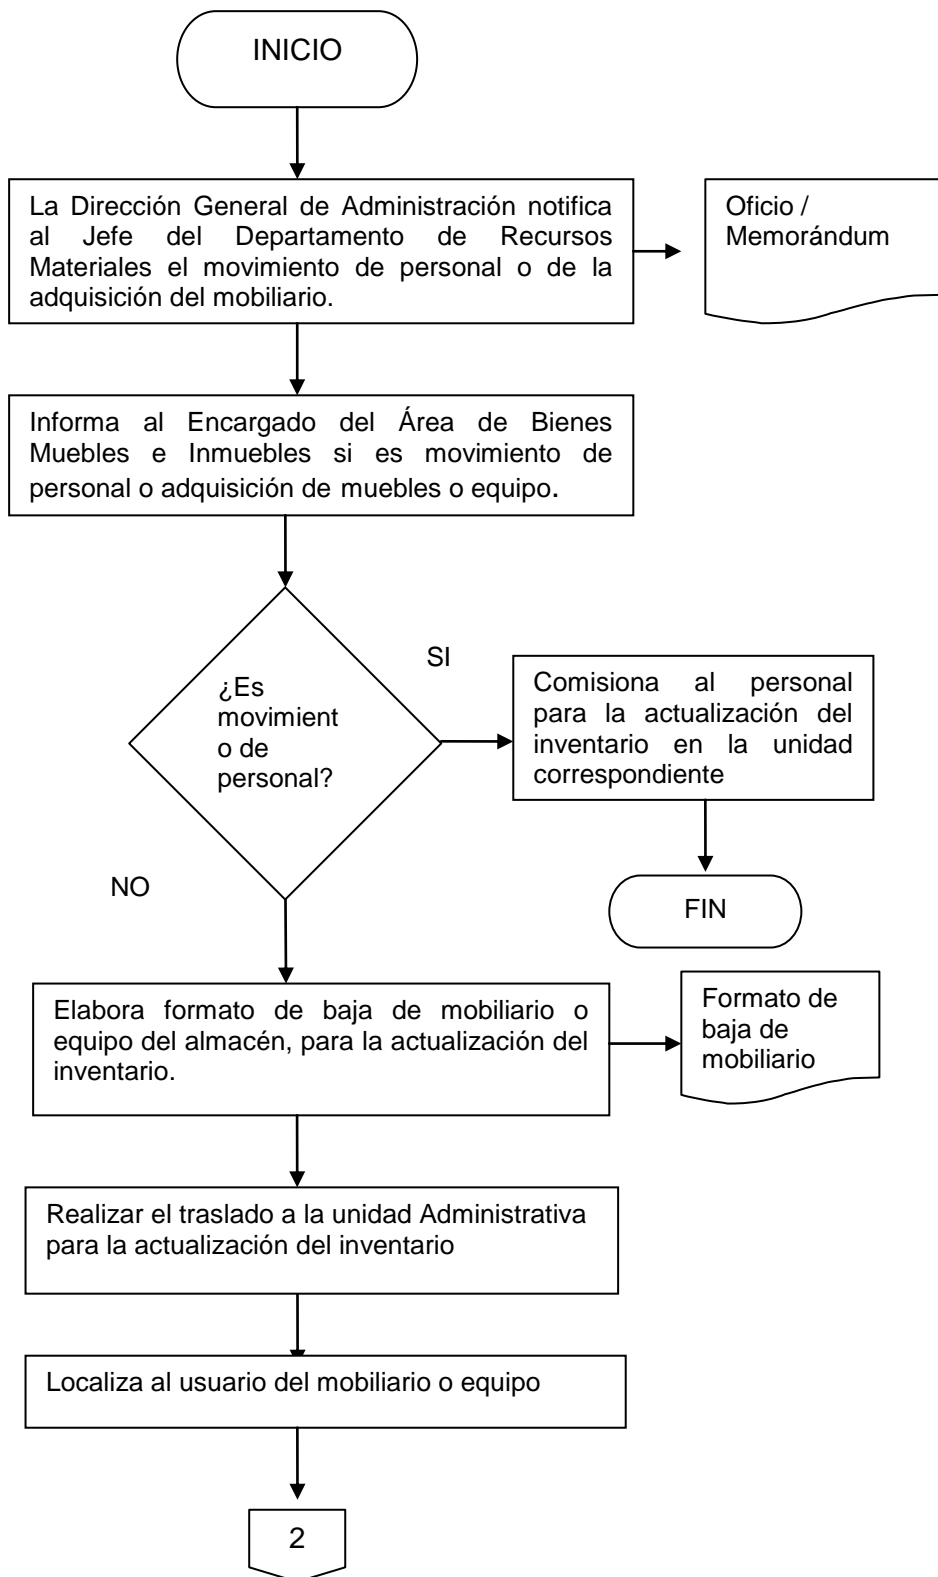 INICIO
La Dirección General de Administración notifica
al Jefe del Departamento de Recursos
Materiales el movimiento de personal o de la
adquisición del mobiliario.
Oficio /
Memorándum
Informa al Encargado del Área de Bienes
Muebles e Inmuebles si es movimiento de
personal o adquisición de muebles o equipo.
¿Es
movimient
o de
personal?
SI
Comisiona al personal
para la actualización del
inventario en la unidad
correspondiente
NO
FIN
Elabora formato de baja de mobiliario o
equipo del almacén, para la actualización del
inventario.
Formato de
baja de
mobiliario
Realizar el traslado a la unidad Administrativa
para la actualización del inventario
Localiza al usuario del mobiliario o equipo
2